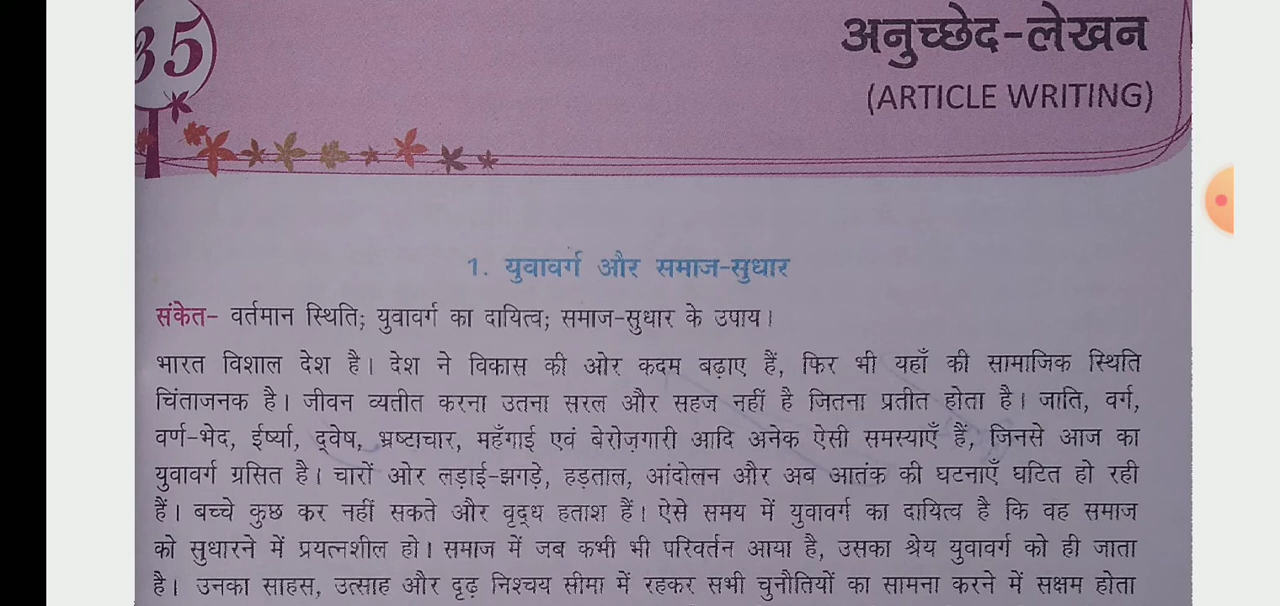 35
अनुच्छेद-लेखन
(ARTICLE WRITING)
1. युवावर्ग और समाज-सुधार
संकेत- वर्तमान स्थिति; युवावर्ग का दायित्व; समाज-सुधार के उपाय।
भारत विशाल देश है। देश ने विकास की ओर कदम बढ़ाए हैं, फिर भी यहाँ की सामाजिक स्थिति
चिंताजनक है। जीवन व्यतीत करना उतना सरल और सहज नहीं है जितना प्रतीत होता है। जाति, वर्ग,
वर्ण-भेद, ईर्ष्या, द्वेष, भ्रष्टाचार, महँगाई एवं बेरोज़गारी आदि अनेक ऐसी समस्याएँ हैं, जिनसे आज का
युवावर्ग ग्रसित है। चारों ओर लड़ाई-झगड़े, हड़ताल, आंदोलन और अब आतंक की घटनाएँ घटित हो रही
हैं। बच्चे कुछ कर नहीं सकते और वृद्ध हताश हैं। ऐसे समय में युवावर्ग का दायित्व है कि वह समाज
को सुधारने में प्रयत्नशील हो। समाज में जब कभी भी परिवर्तन आया है, उसका श्रेय युवावर्ग को ही जाता
है। उनका साहस, उत्साह और दृढ़ निश्चय सीमा में रहकर सभी चुनौतियों का सामना करने में सक्षम होता